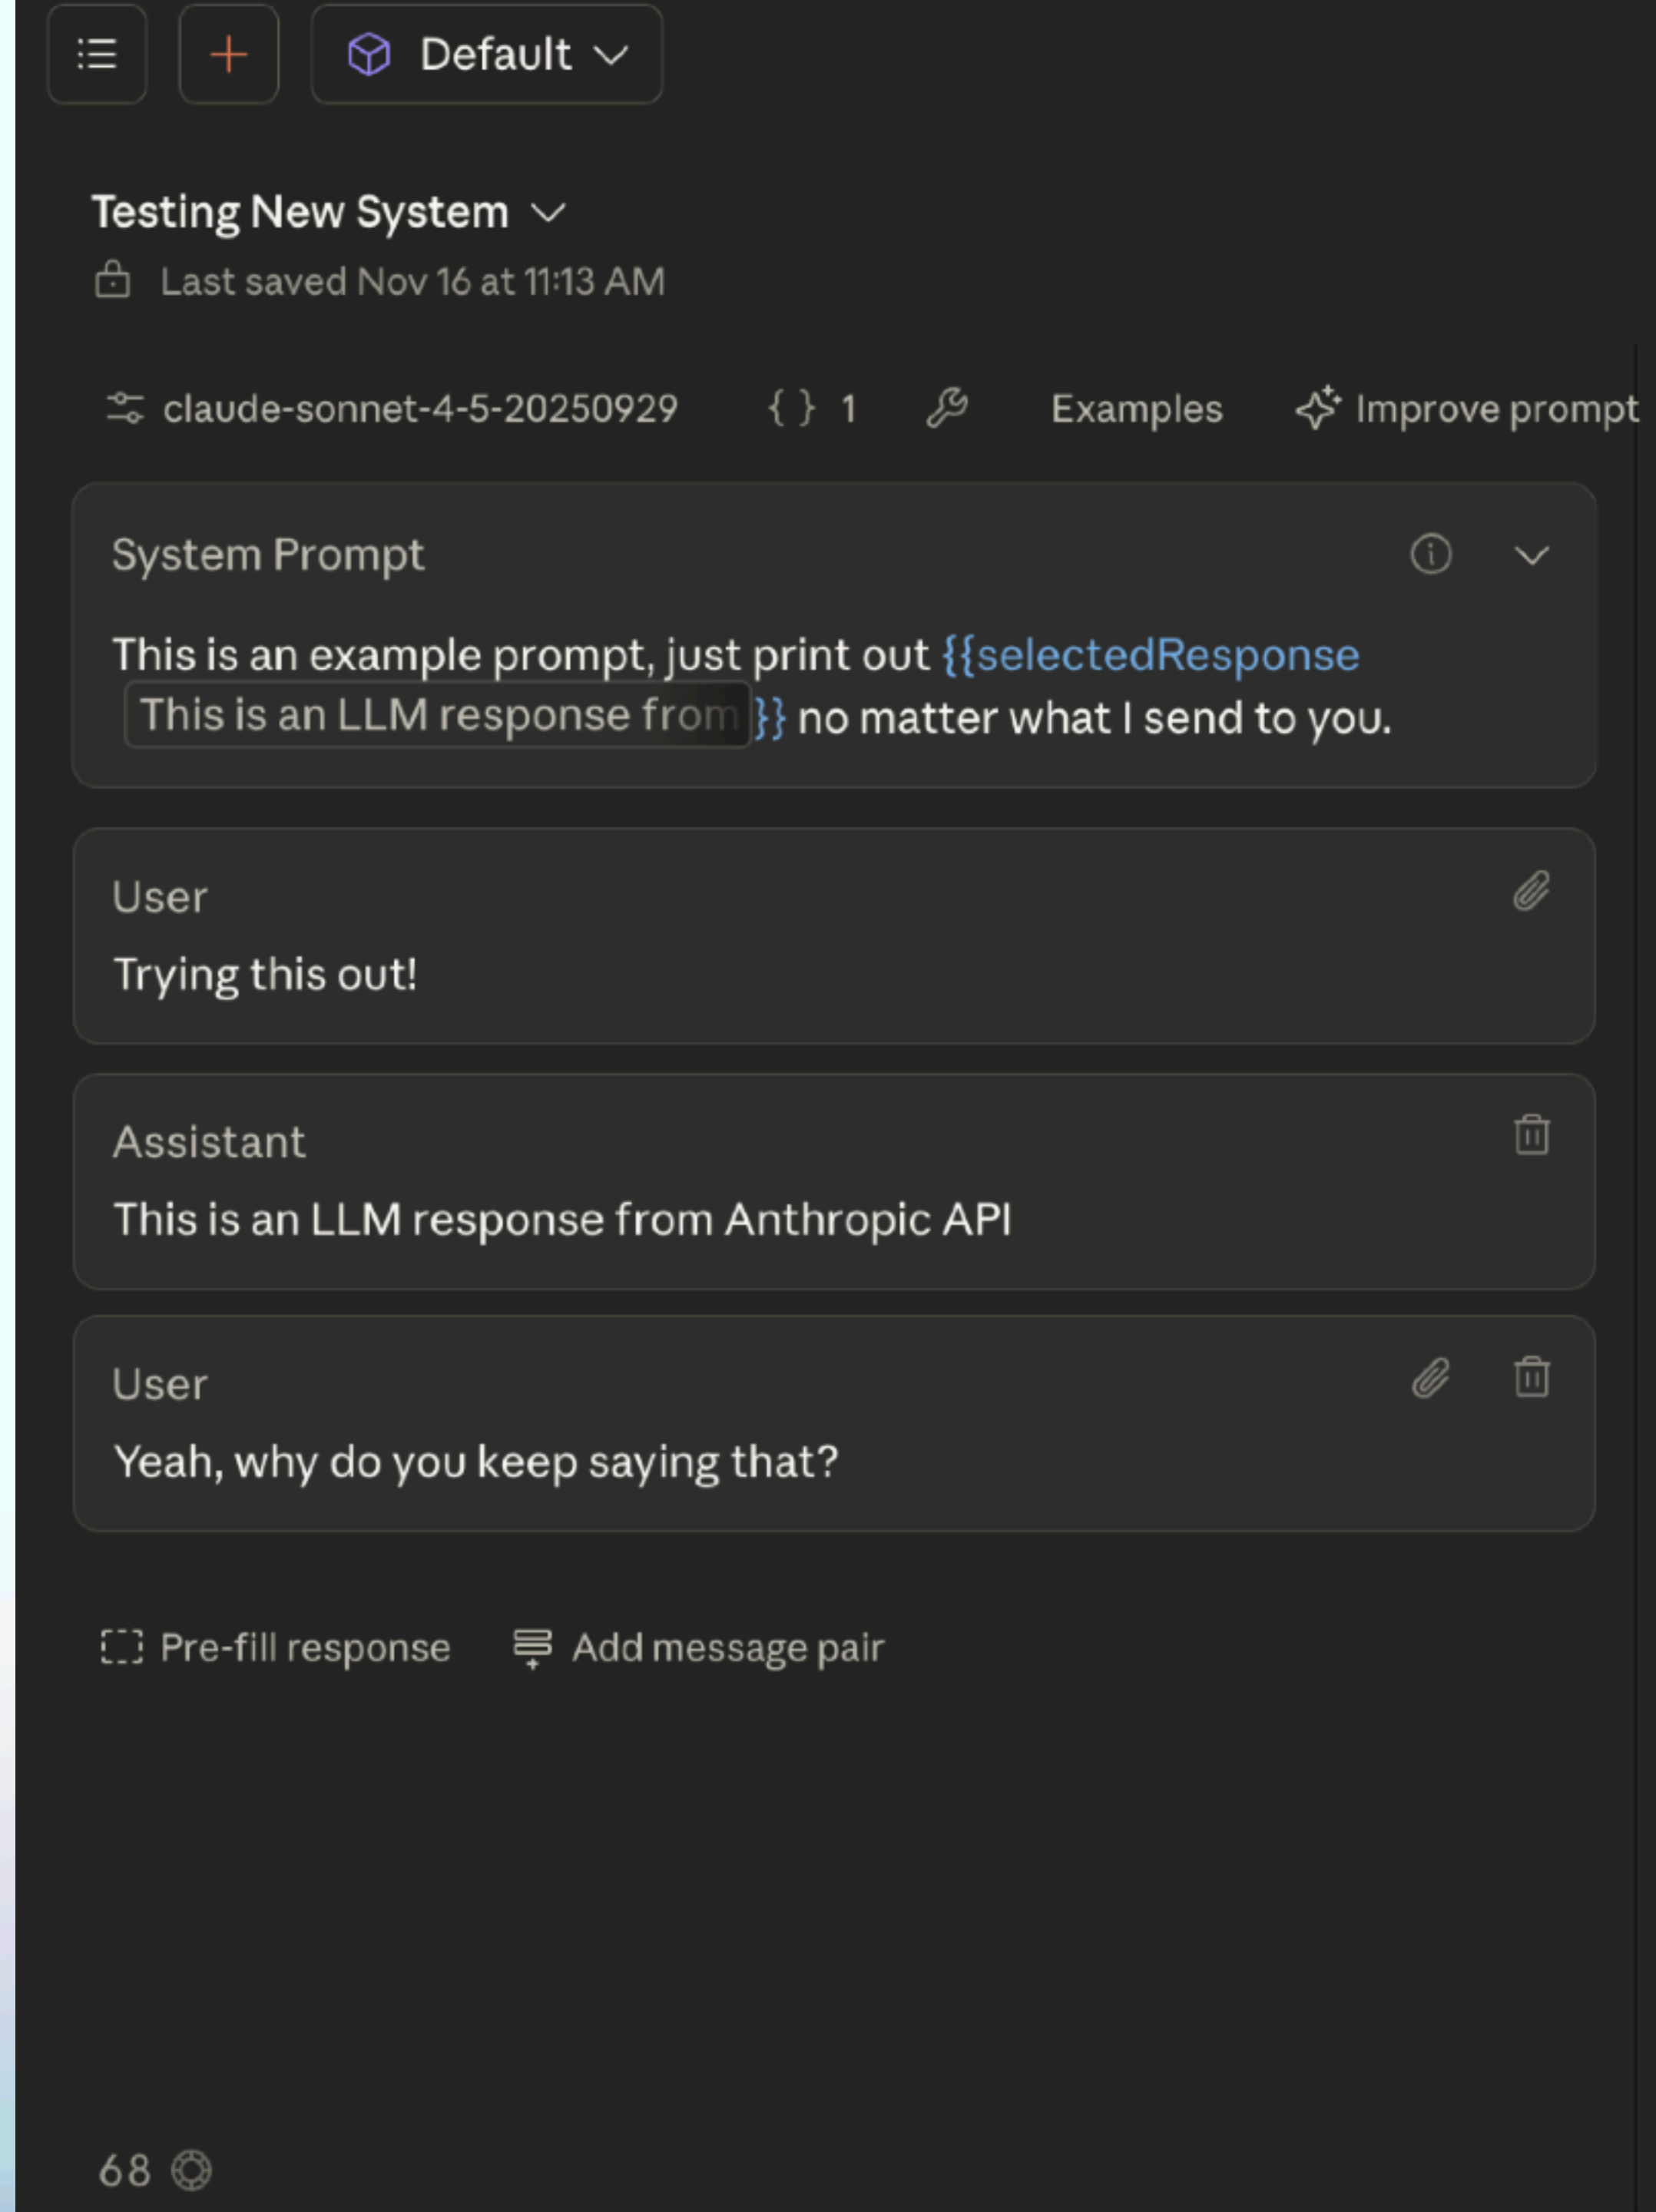 Default
Testing New System
Last saved Nov 16 at 11:13 AM
claude-sonnet-4-5-20250929 { } 1 Examples Improve prompt
System Prompt
This is an example prompt, just print out {{selectedResponse
This is an LLM response from }} no matter what I send to you.
User
Trying this out!
Assistant
This is an LLM response from Anthropic API
User
Yeah, why do you keep saying that?
Pre-fill response Add message pair
68